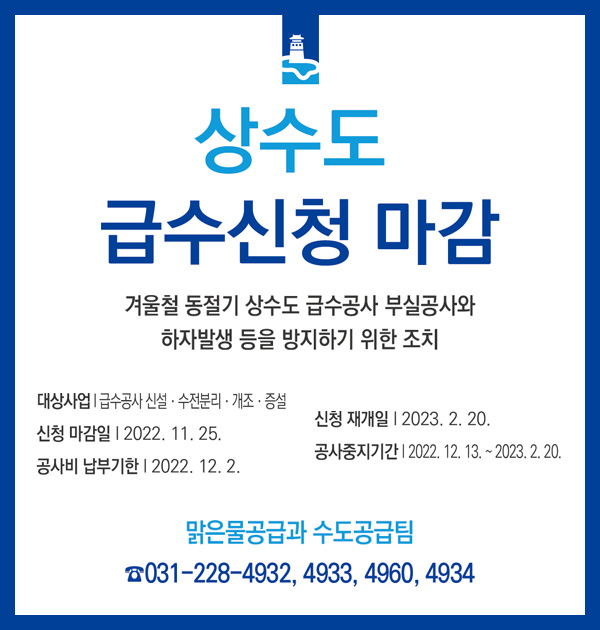 상수도
급수신청 마감
겨울철 동절기 상수도 급수공사 부실공사와
하자발생 등을 방지하기 위한 조치
대상사업 | 급수공사 신설 · 수전분리 · 개조 · 증설
신청 마감일 | 2022. 11. 25.
공사비 납부기한 | 2022. 12. 2.
신청 재개일 | 2023. 2. 20.
공사중지기간 | 2022. 12. 13. ~ 2023. 2. 20.
맑은물공급과 수도공급팀
☎031-228-4932, 4933, 4960, 4934